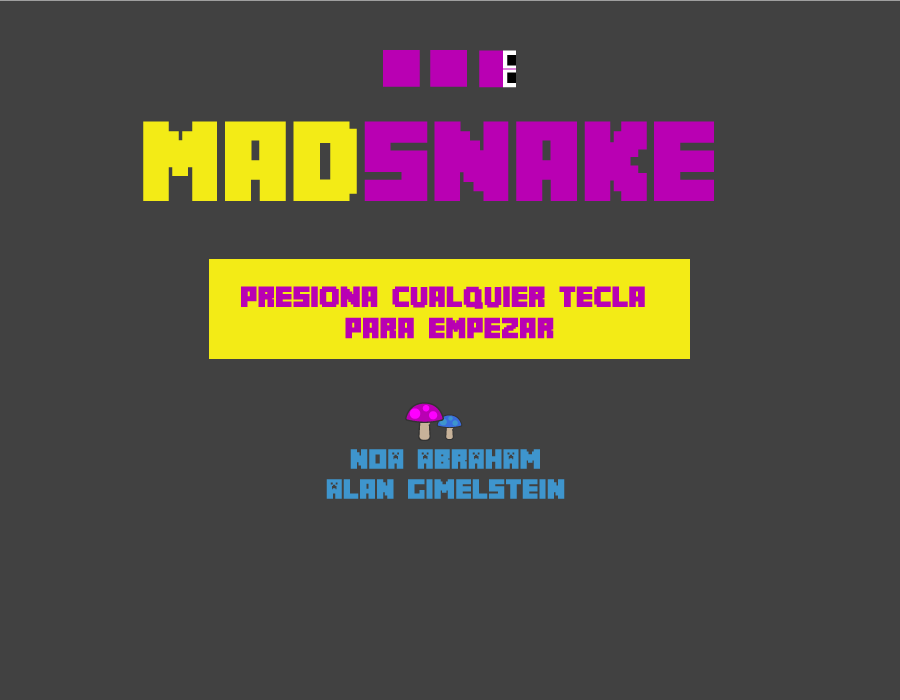 MADSNAKE
PRESIONA CUALQUIER TECLA
PARA EMPEZAR
NOA ABRAHAM
ALAN GIMELSTEIN